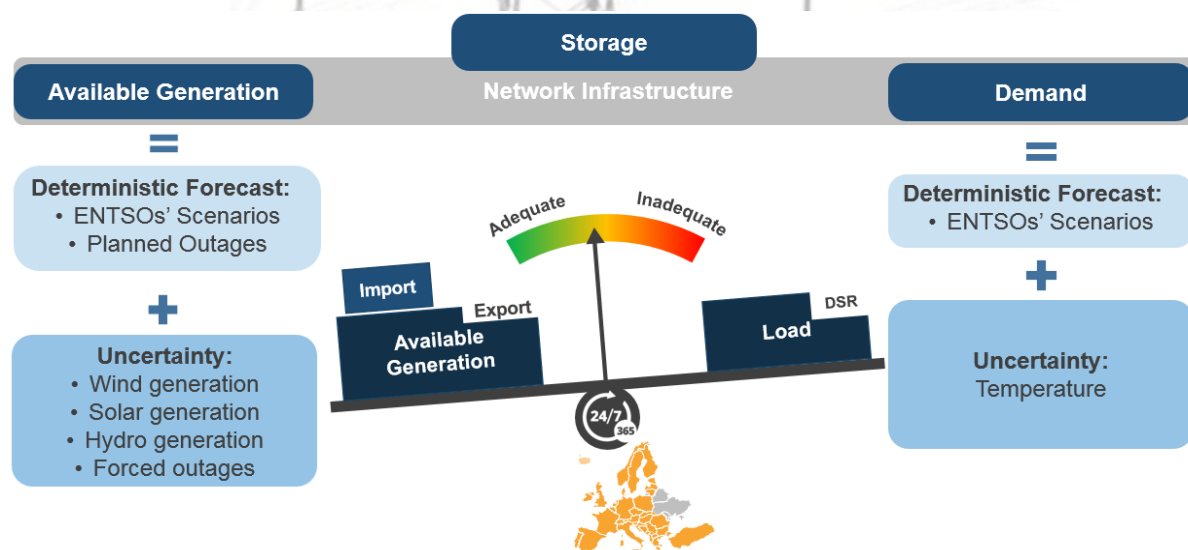 Storage
Network Infrastructure
Available Generation
Demand
=
Deterministic Forecast:
• ENTSOs' Scenarios
• Planned Outages
+
Uncertainty:
• Wind generation
• Solar generation
• Hydro generation
• Forced outages
Adequate
Inadequate
Import
Export
Available
Generation
Load
DSR
24/7
365
=
Deterministic Forecast:
• ENTSOs' Scenarios
+
Uncertainty:
Temperature